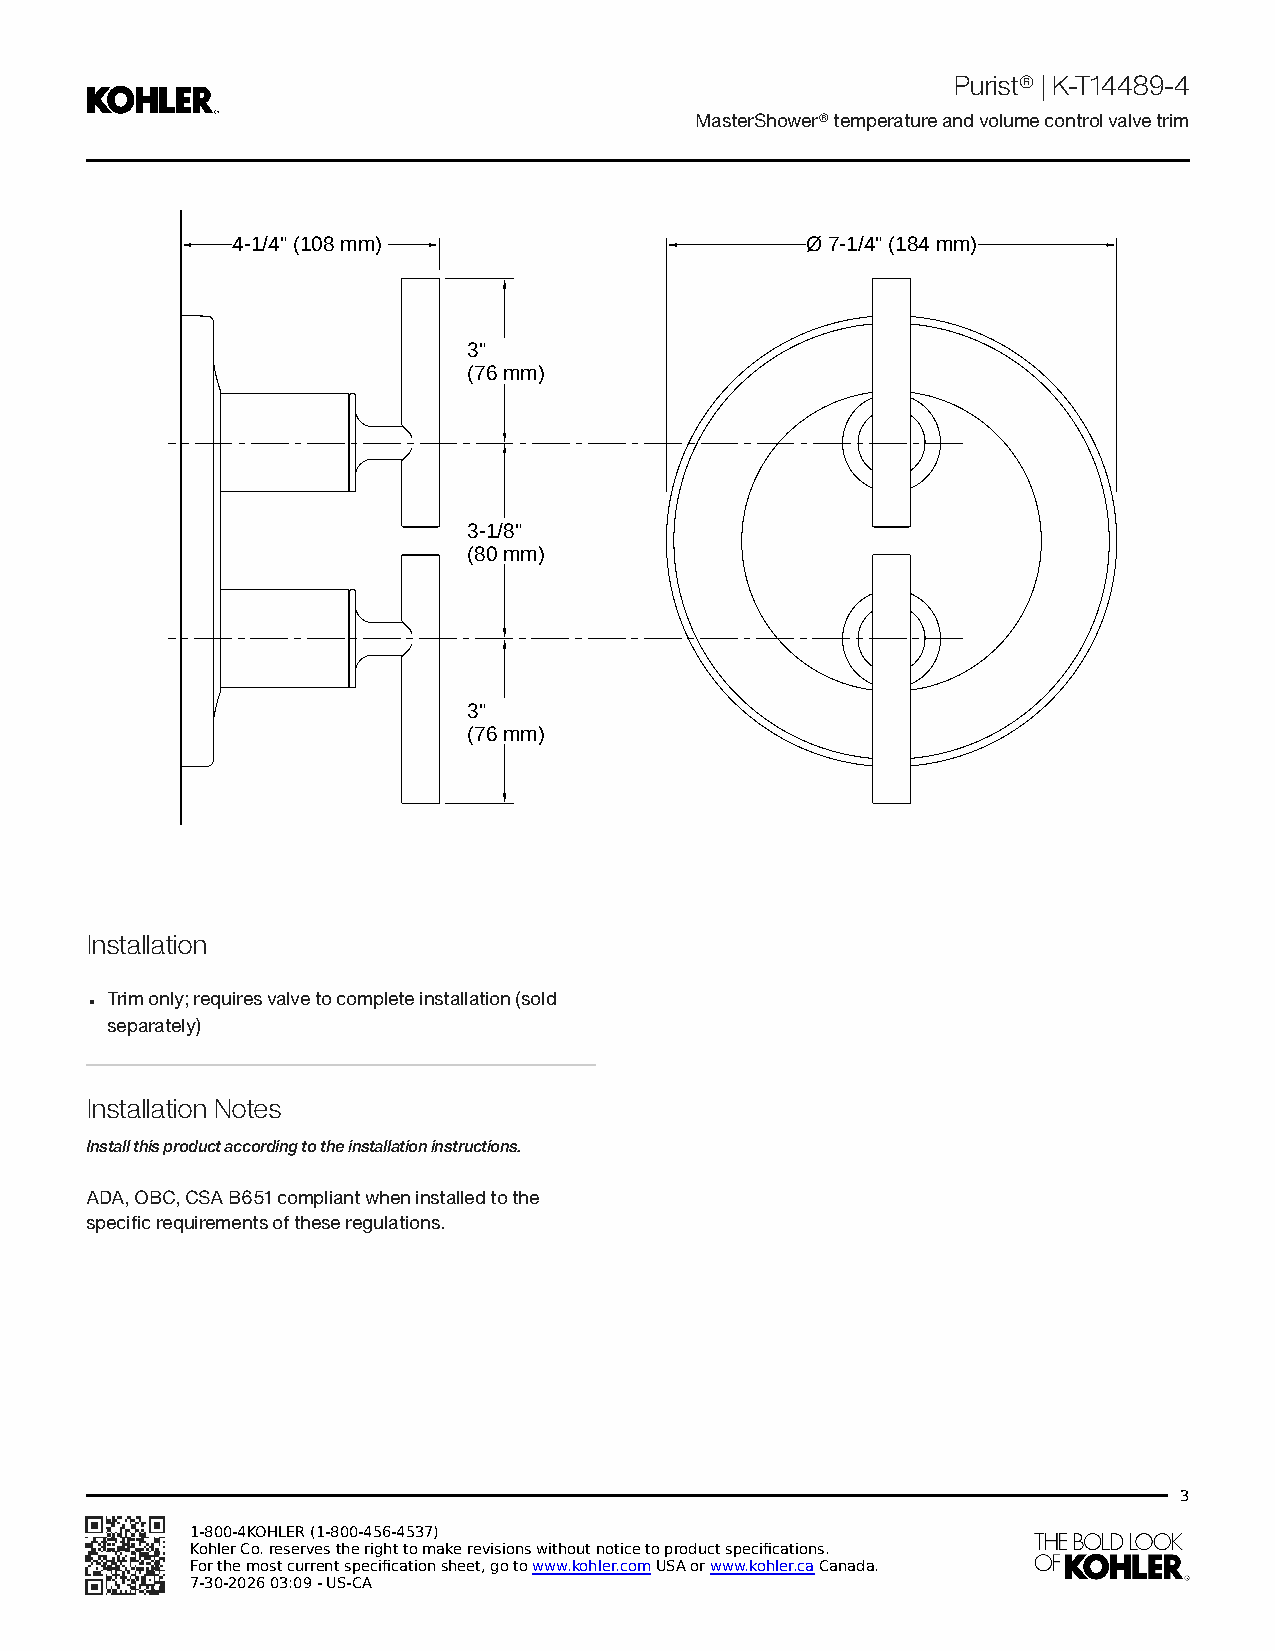 KOHLER®
Purist® | K-T14489-4
MasterShower® temperature and volume control valve trim
4-1/4" (108 mm)
Ø 7-1/4" (184 mm)
3"
(76 mm)
3-1/8"
(80 mm)
3"
(76 mm)
Installation
• Trim only; requires valve to complete installation (sold
separately)
Installation Notes
Install this product according to the installation instructions.
ADA, OBC, CSA B651 compliant when installed to the
specific requirements of these regulations.
3
1-800-4KOHLER (1-800-456-4537)
Kohler Co. reserves the right to make revisions without notice to product specifications.
For the most current specification sheet, go to www.kohler.com USA or www.kohler.ca Canada.
7-30-2026 03:09 - US-CA
THE BOLD LOOK
OF KOHLER®